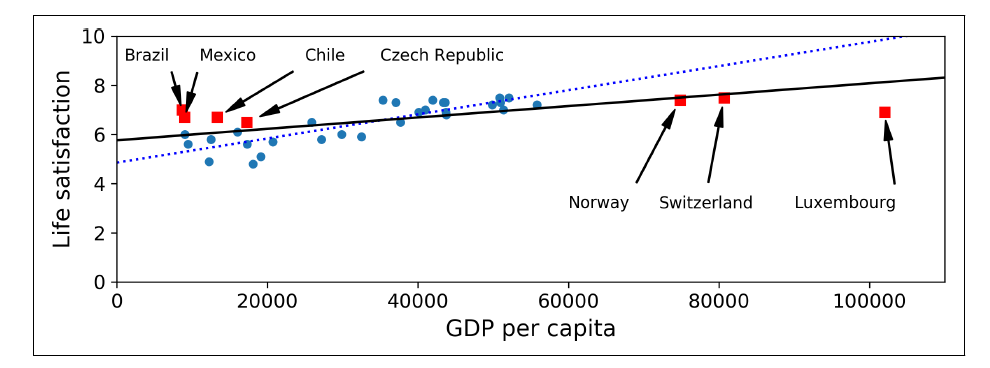 10
Brazil Mexico Chile Czech Republic
8
6
4
Norway Switzerland Luxembourg
2
0
Life satisfaction
0 20000 40000 60000 80000 100000
GDP per capita